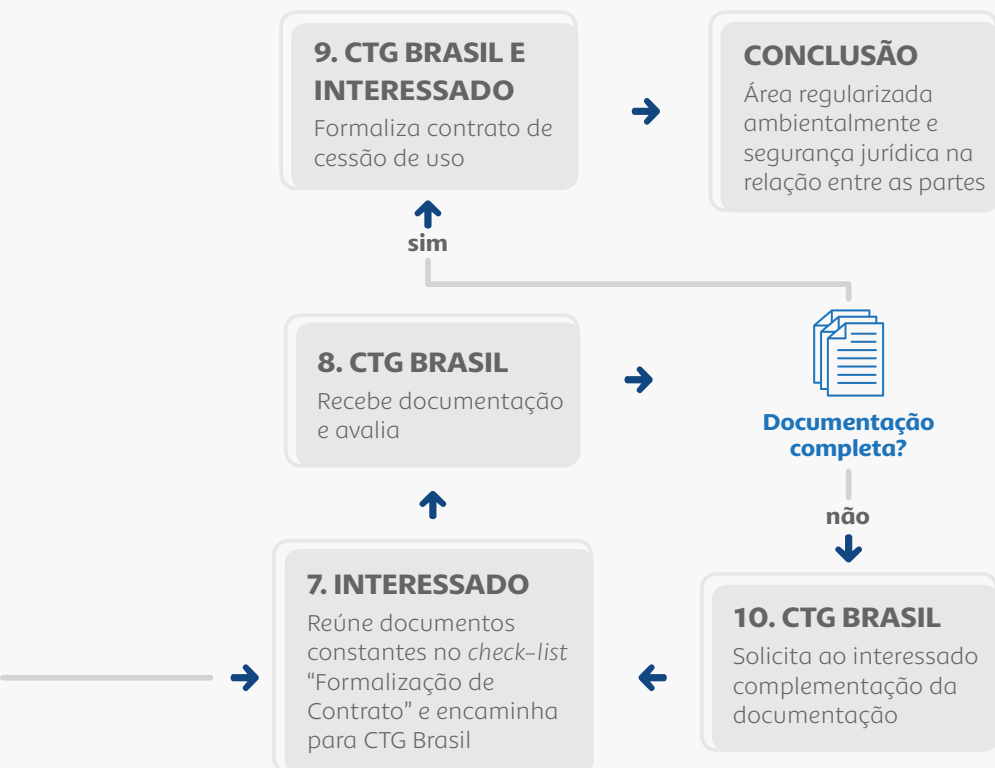 9. CTG BRASIL E
INTERESSADO
Formaliza contrato de
cessão de uso
CONCLUSÃO
Área regularizada
ambientalmente e
segurança jurídica na
relação entre as partes
sim
8. CTG BRASIL
Recebe documentação
e avalia
Documentação
completa?
não
7. INTERESSADO
Reúne documentos
constantes no check-list
“Formalização de
Contrato” e encaminha
para CTG Brasil
10. CTG BRASIL
Solicita ao interessado
complementação da
documentação